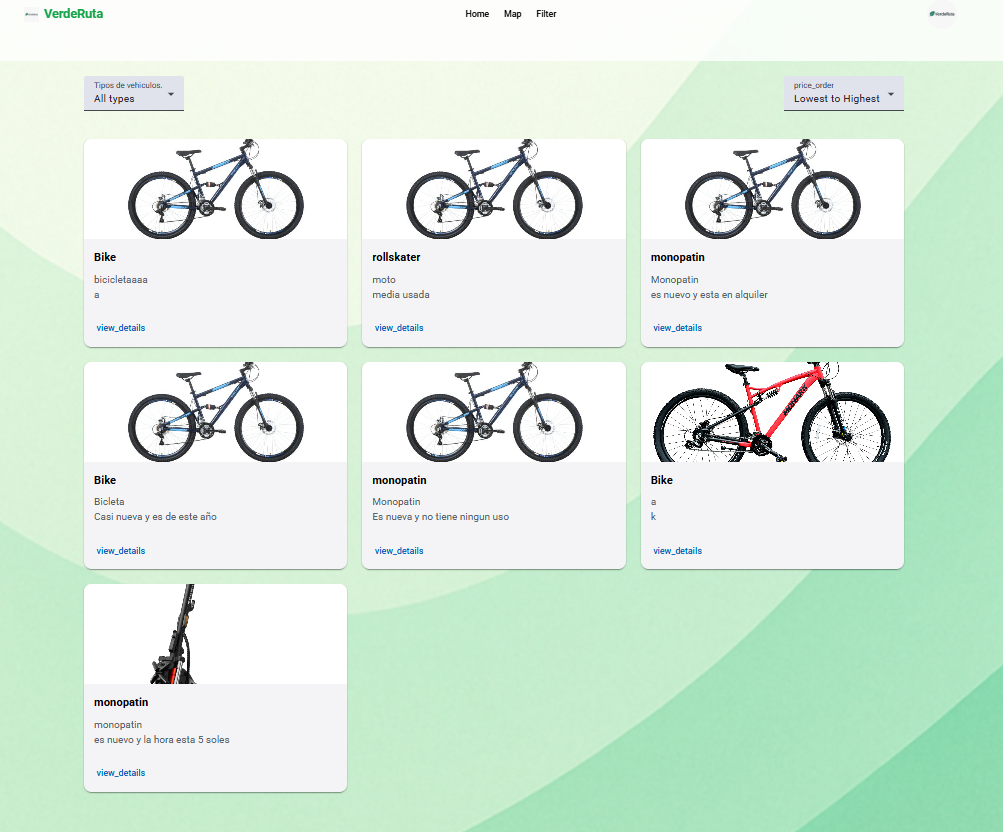 VerdeRuta
Home Map Filter
VerdeRuta
Tipos de vehiculos.
All types
price_order
Lowest to Highest
Bike
bicicletaaaa
a
view_details
rollskater
moto
media usada
view_details
monopatin
Monopatin
es nuevo y esta en alquiler
view_details
Bike
Bicleta
Casi nueva y es de este año
view_details
monopatin
Monopatin
Es nueva y no tiene ningun uso
view_details
Bike
a
k
view_details
monopatin
monopatin
es nuevo y la hora esta 5 soles
view_details